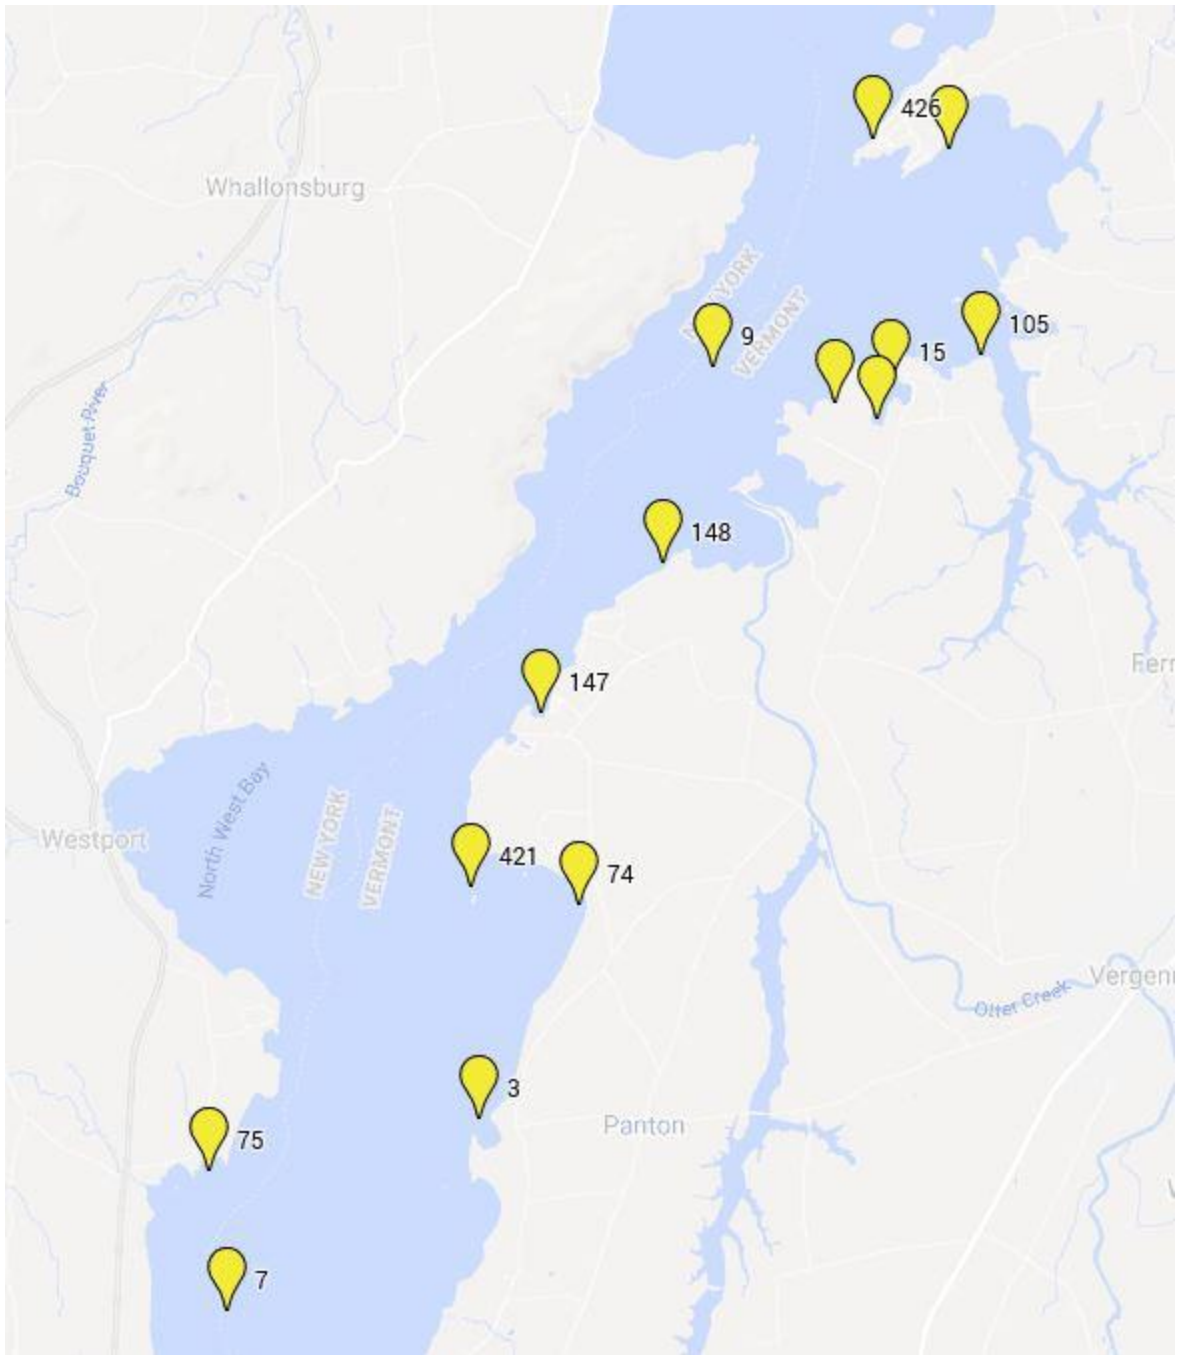 426
Whallonsburg
NEW YORK
VERMONT
9
105
15
Bouquet River
148
147
North West Bay
Westport
NEW YORK
VERMONT
421
74
Otter Creek
3
Panton
75
7